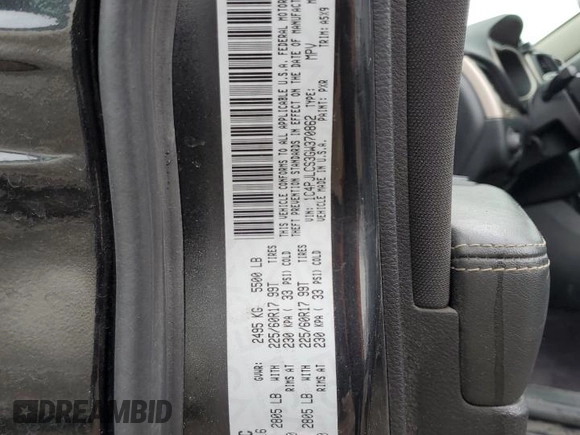 THIS VEHICLE CONFORMS TO ALL APPLICABLE U.S.A. FEDERAL MOTOR
THEFT PREVENTION STANDARDS IN EFFECT ON THE DATE OF MANUFACTURE
VIN: 1C4PJLCS3GW370862 TYPE: MPV
VEHICLE MADE IN U.S.A. PAINT: PXR TRIM: A5X9
GVWR: 2495 KG 5500 LB
2805 LB WITH 225/60R17 99T TIRES
RIMS AT 230 KPA ( 33 PSI) COLD
2805 LB WITH 225/60R17 99T TIRES
RIMS AT 230 KPA ( 33 PSI) COLD
DREAMBID